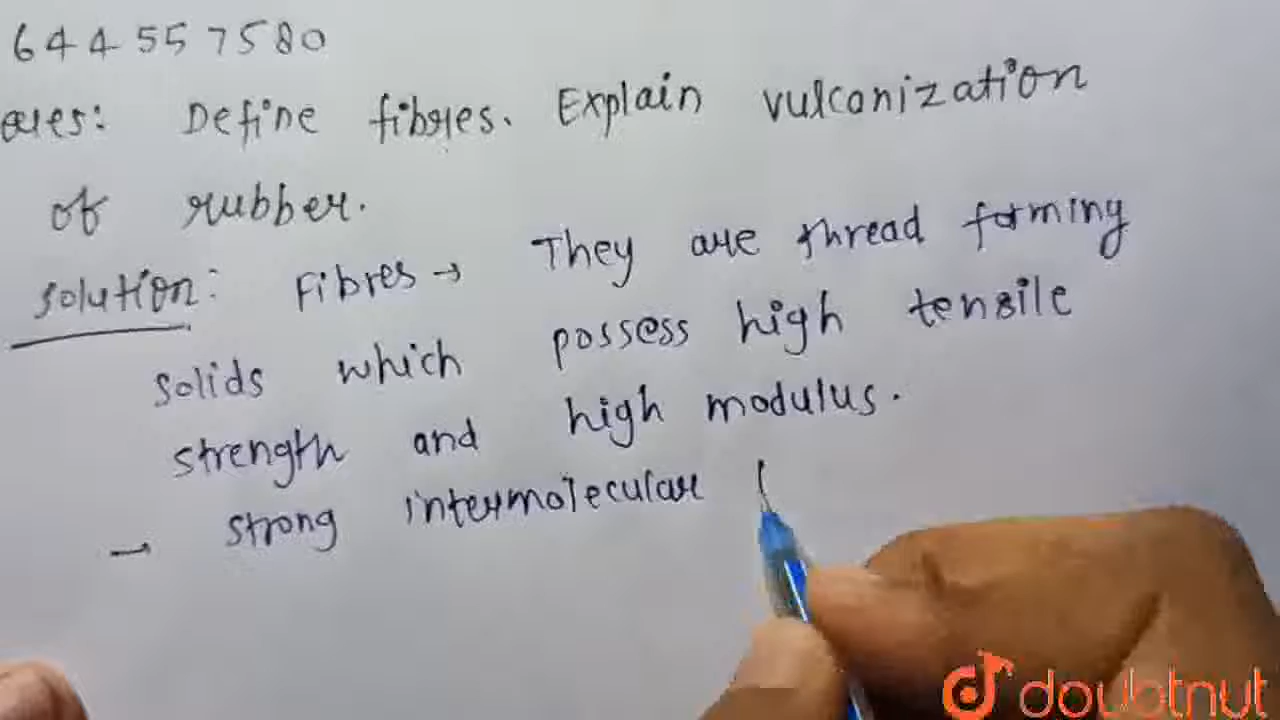 644557580
Ques: Define fibres. Explain vulcanization
of rubber.
Solution: Fibres → They are thread forming
solids which possess high tensile
strength and high modulus.
→ strong intermolecular
doubtnut